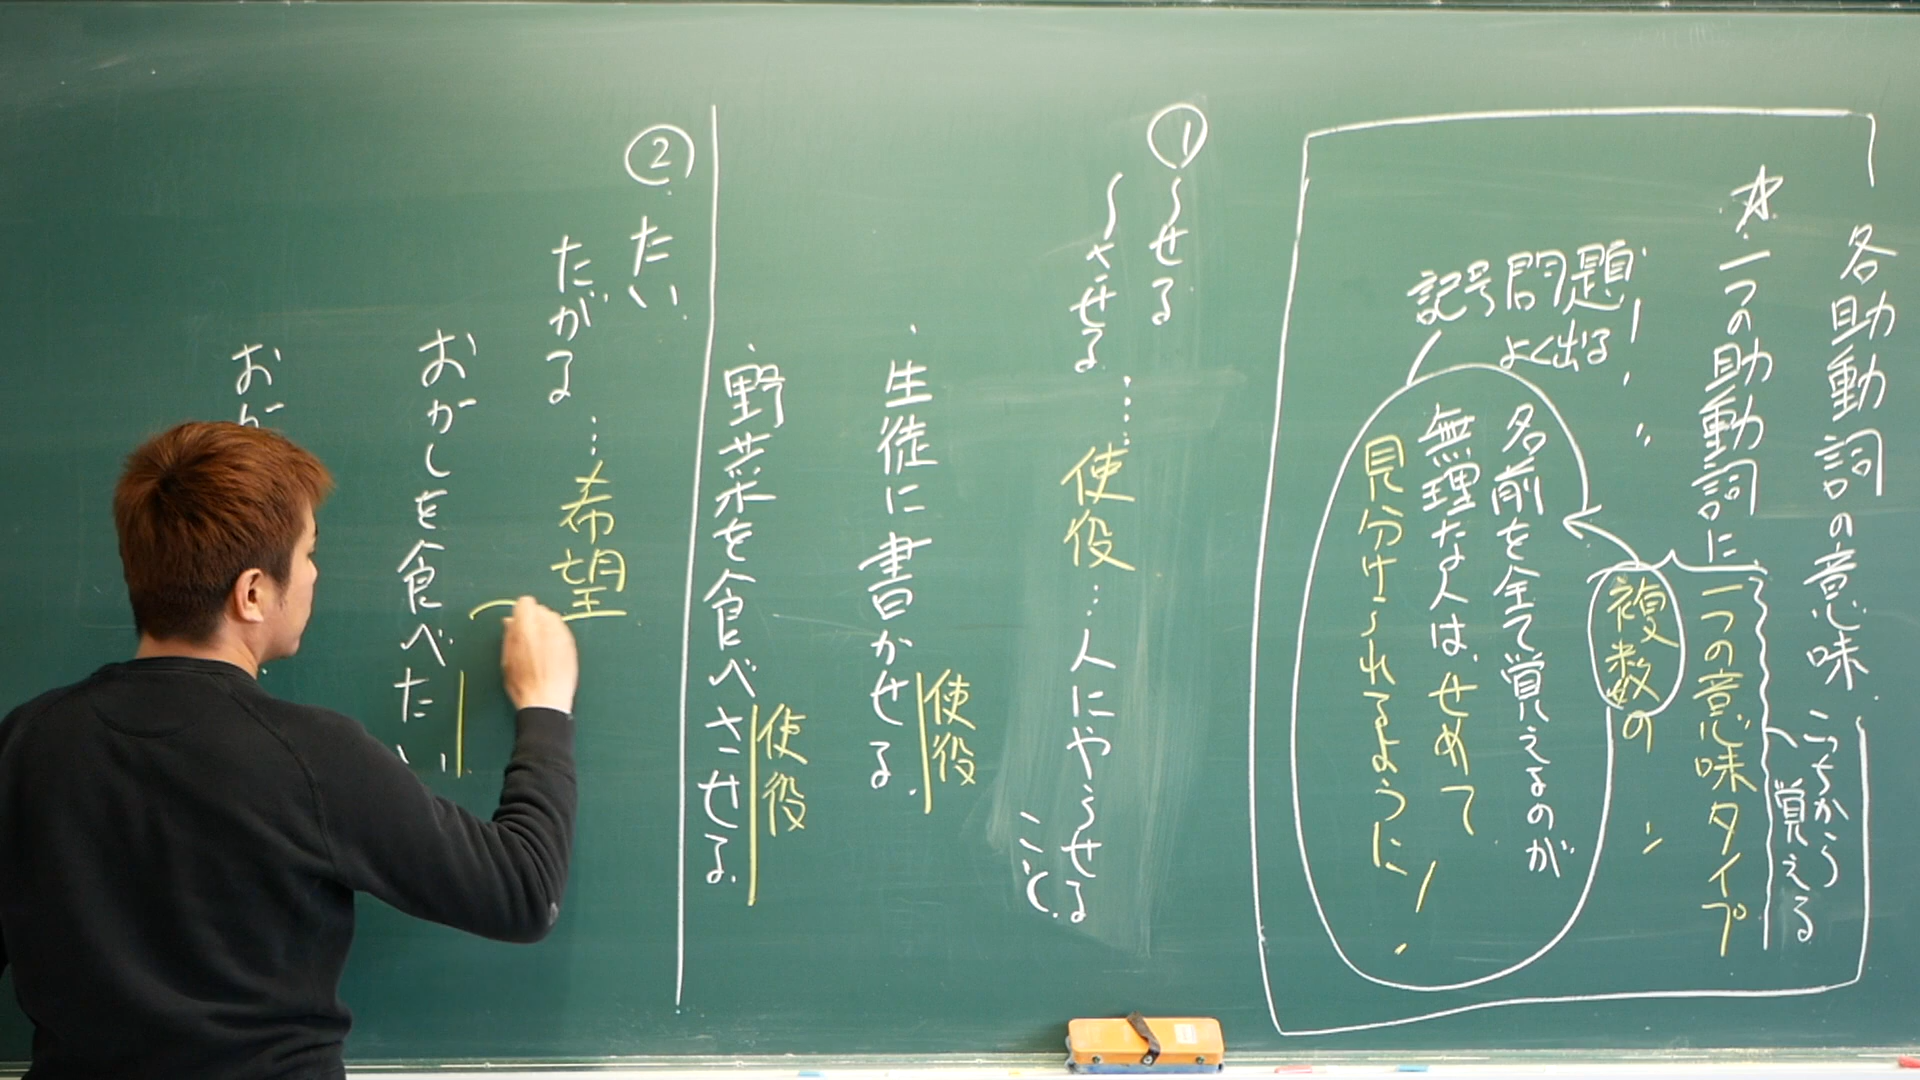 各助動詞の意味
こっちから
覚える
☆一つの助動詞に
一つの意味タイプ
複数の 〃
記号問題
よく出る!!
名前を全て覚えるのが
無理な人は、せめて
見分けられるように!
① 〜せる
〜させる……使役…人にやらせる
こと。
・生徒に書かせる。
使役
・野菜を食べさせる。
使役
② たい
たがる…希望
おかしを食べたい。
おか